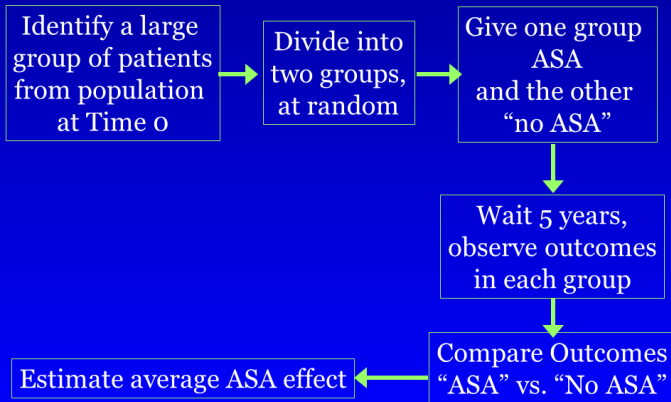 Identify a large
group of patients
from population
at Time 0
Divide into
two groups,
at random
Give one group
ASA
and the other
“no ASA”
Wait 5 years,
observe outcomes
in each group
Compare Outcomes
“ASA” vs. “No ASA”
Estimate average ASA effect